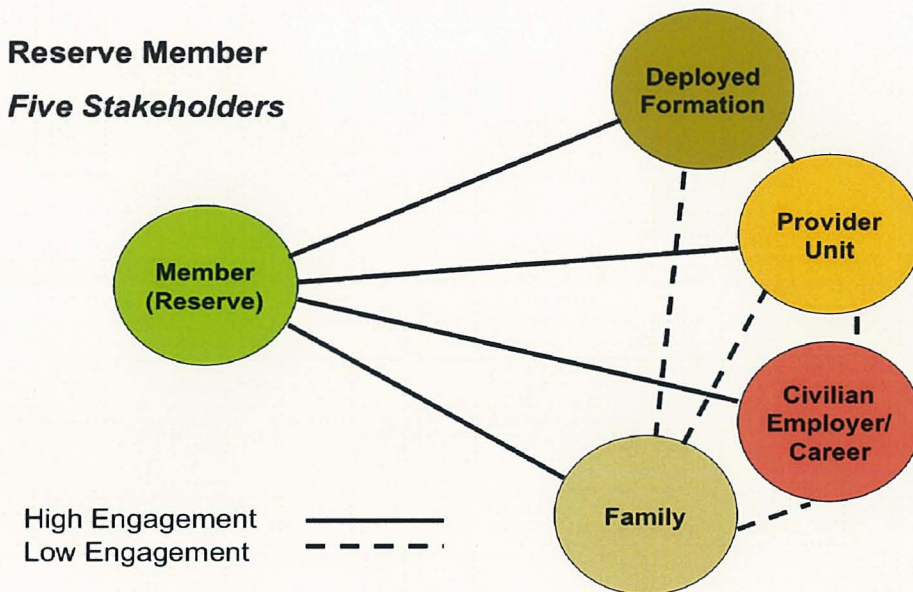 Reserve Member
Five Stakeholders
Deployed
Formation
Provider
Unit
Member
(Reserve)
Civilian
Employer/
Career
Family
High Engagement
Low Engagement